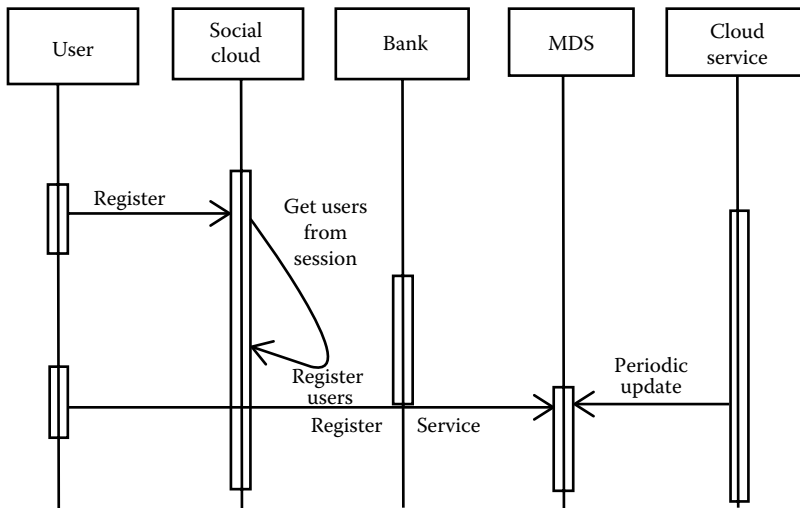 User
Social
cloud
Bank
MDS
Cloud
service
Register
Get users
from
session
Periodic
update
Register
users
Register Service